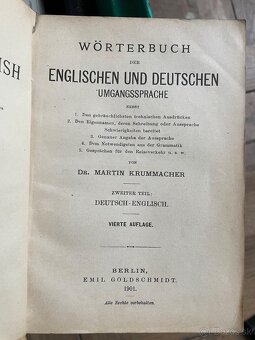 ISH
WÖRTERBUCH
DER
ENGLISCHEN UND DEUTSCHEN
UMGANGSSPRACHE
NEBST
1. Den gebräuchlichsten technischen Ausdrücken
2. Den Eigennamen, deren Schreibung oder Aussprache
Schwierigkeiten bereitet
3. Genauer Angabe der Aussprache
4. Dem Notwendigsten aus der Grammatik
5. Gesprächen für den Reiseverkehr u. s. w.
VON
DR. MARTIN KRUMMACHER
ZWEITER TEIL:
DEUTSCH-ENGLISCH.
VIERTE AUFLAGE.
BERLIN,
EMIL GOLDSCHMIDT.
1901.
Alle Rechte vorbehalten.